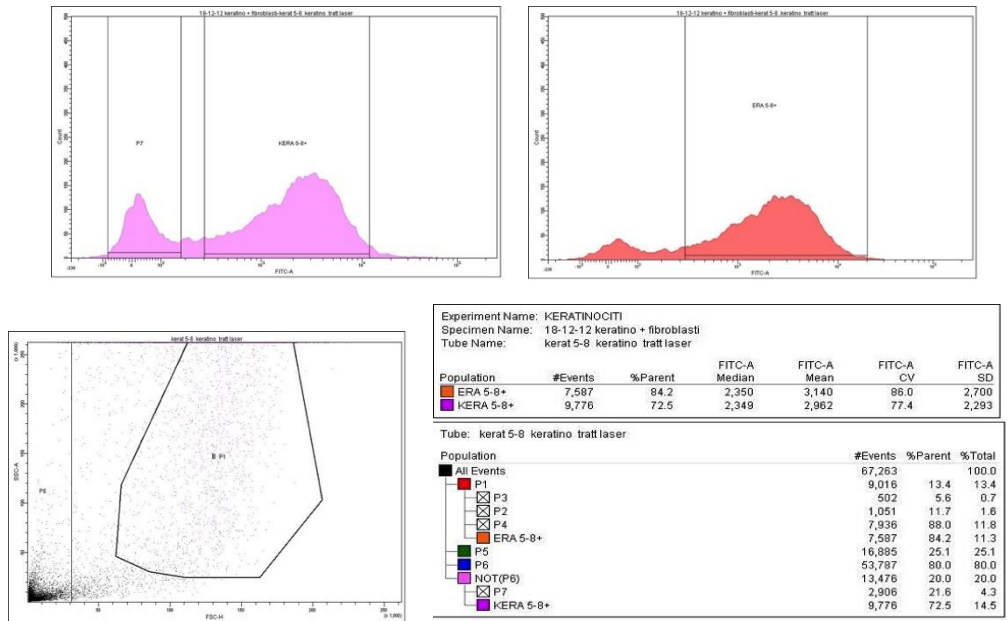 18-12-12 keratino + fibroblasti-kerat 5-8 keratino tratt laser
Count
P7
KERA 5-8+
FITC-A
18-12-12 keratino + fibroblasti-kerat 5-8 keratino tratt laser
Count
ERA 5-8+
FITC-A
kerat 5-8 keratino tratt laser
(x 1,000)
SSC-A
P6
P1
50
100
150
200
250
FSC-H
(x 1,000)
Experiment Name: KERATINOCITI
Specimen Name: 18-12-12 keratino + fibroblasti
Tube Name: kerat 5-8 keratino tratt laser
FITC-A FITC-A FITC-A FITC-A
Population #Events %Parent Median Mean CV SD
ERA 5-8+ 7,587 84.2 2,350 3,140 86.0 2,700
KERA 5-8+ 9,776 72.5 2,349 2,962 77.4 2,293
Tube: kerat 5-8 keratino tratt laser
Population #Events %Parent %Total
All Events 67,263 100.0
P1 9,016 13.4 13.4
P3 502 5.6 0.7
P2 1,051 11.7 1.6
P4 7,936 88.0 11.8
ERA 5-8+ 7,587 84.2 11.3
P5 16,885 25.1 25.1
P6 53,787 80.0 80.0
NOT(P6) 13,476 20.0 20.0
P7 2,906 21.6 4.3
KERA 5-8+ 9,776 72.5 14.5